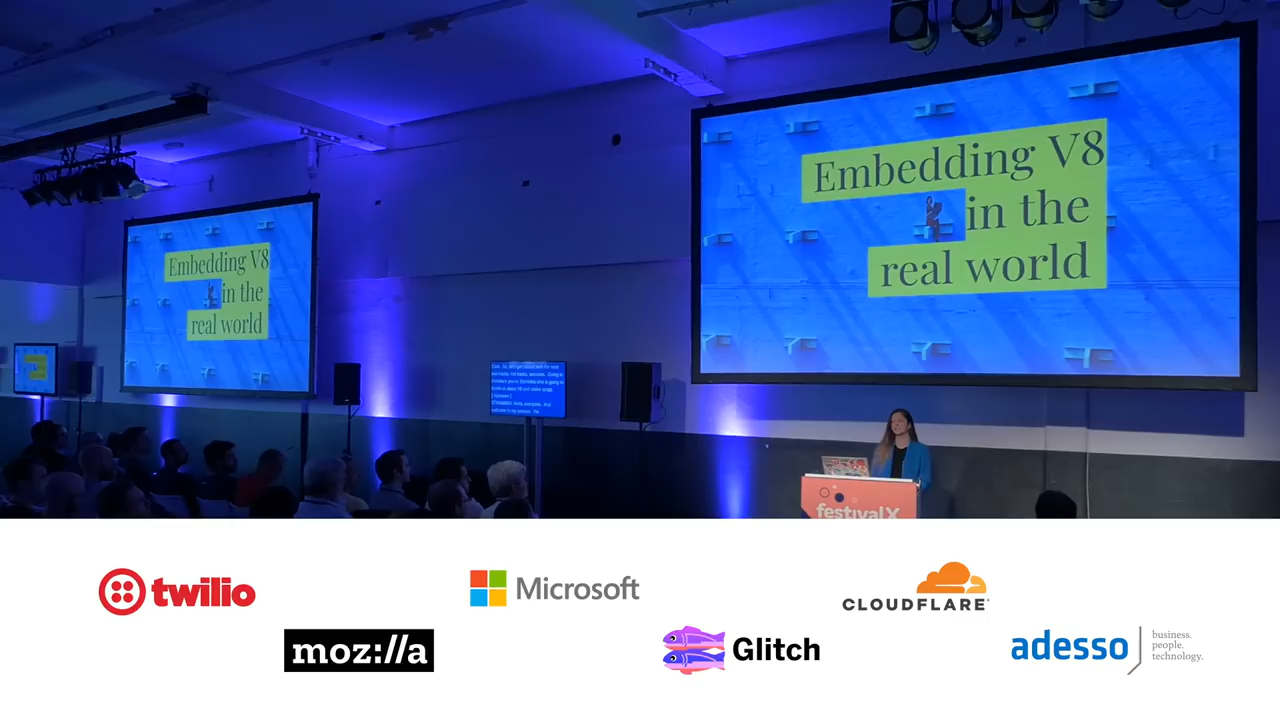 Embedding V8
in the
real world
Embedding V8
in the
real world
festivalX
twilio
Microsoft
CLOUDFLARE
moz://a
Glitch
adesso
business.
people.
technology.